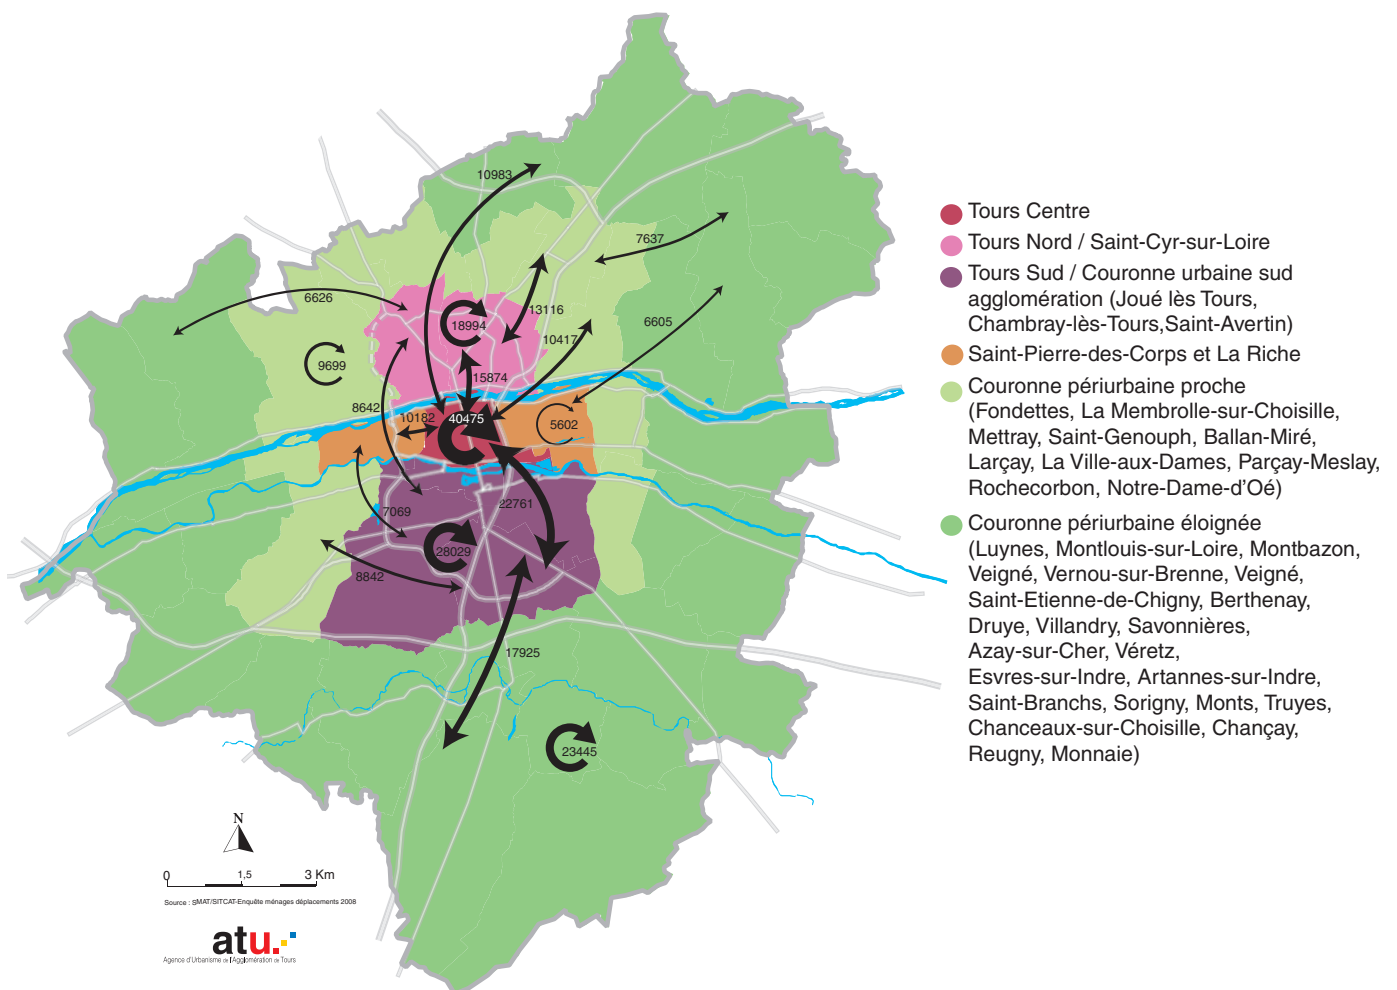 10983
7637
6626
13116
18994
6605
10417
9699
15874
8642
10182
40475
5602
22761
7069
28029
8842
17925
23445
Tours Centre
Tours Nord / Saint-Cyr-sur-Loire
Tours Sud / Couronne urbaine sud
agglomération (Joué lès Tours,
Chambray-lès-Tours,Saint-Avertin)
Saint-Pierre-des-Corps et La Riche
Couronne périurbaine proche
(Fondettes, La Membrolle-sur-Choisille,
Mettray, Saint-Genouph, Ballan-Miré,
Larçay, La Ville-aux-Dames, Parçay-Meslay,
Rochecorbon, Notre-Dame-d'Oé)
Couronne périurbaine éloignée
(Luynes, Montlouis-sur-Loire, Montbazon,
Veigné, Vernou-sur-Brenne, Veigné,
Saint-Etienne-de-Chigny, Berthenay,
Druye, Villandry, Savonnières,
Azay-sur-Cher, Véretz,
Esvres-sur-Indre, Artannes-sur-Indre,
Saint-Branchs, Sorigny, Monts, Truyes,
Chanceaux-sur-Choisille, Chançay,
Reugny, Monnaie)
N
0 1,5 3 Km
Source : SMAT/SITCAT-Enquête ménages déplacements 2008
atu.
Agence d'Urbanisme de l'Agglomération de Tours